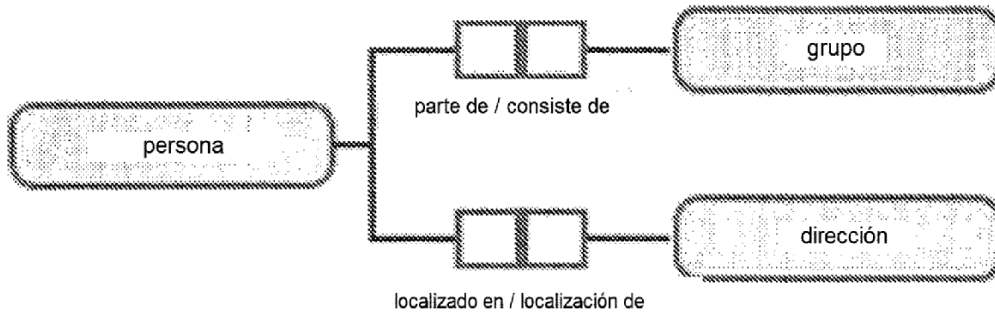 grupo
parte de / consiste de
persona
dirección
localizado en / localización de